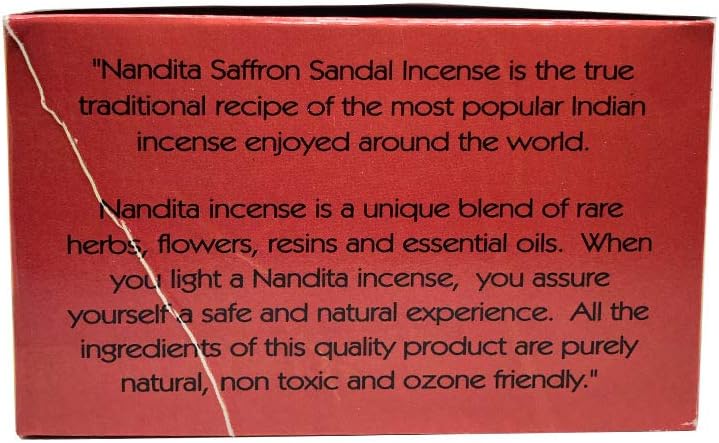 "Nandita Saffron Sandal Incense is the true
traditional recipe of the most popular Indian
incense enjoyed around the world.
Nandita incense is a unique blend of rare
herbs, flowers, resins and essential oils. When
you light a Nandita incense, you assure
yourself a safe and natural experience. All the
ingredients of this quality product are purely
natural, non toxic and ozone friendly."